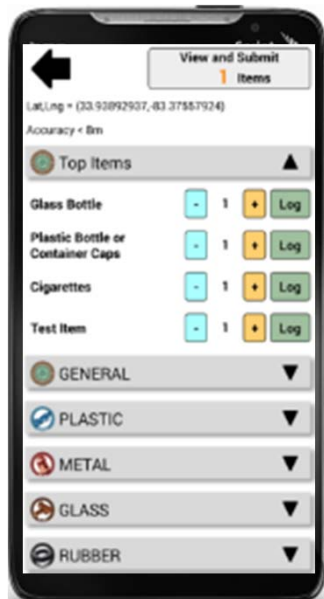 View and Submit
1 Items
Lat,Lng = (33.93892937,-83.37557924)
Accuracy < 8m
Top Items
Glass Bottle - 1 + Log
Plastic Bottle or
Container Caps - 1 + Log
Cigarettes - 1 + Log
Test Item - 1 + Log
GENERAL
PLASTIC
METAL
GLASS
RUBBER